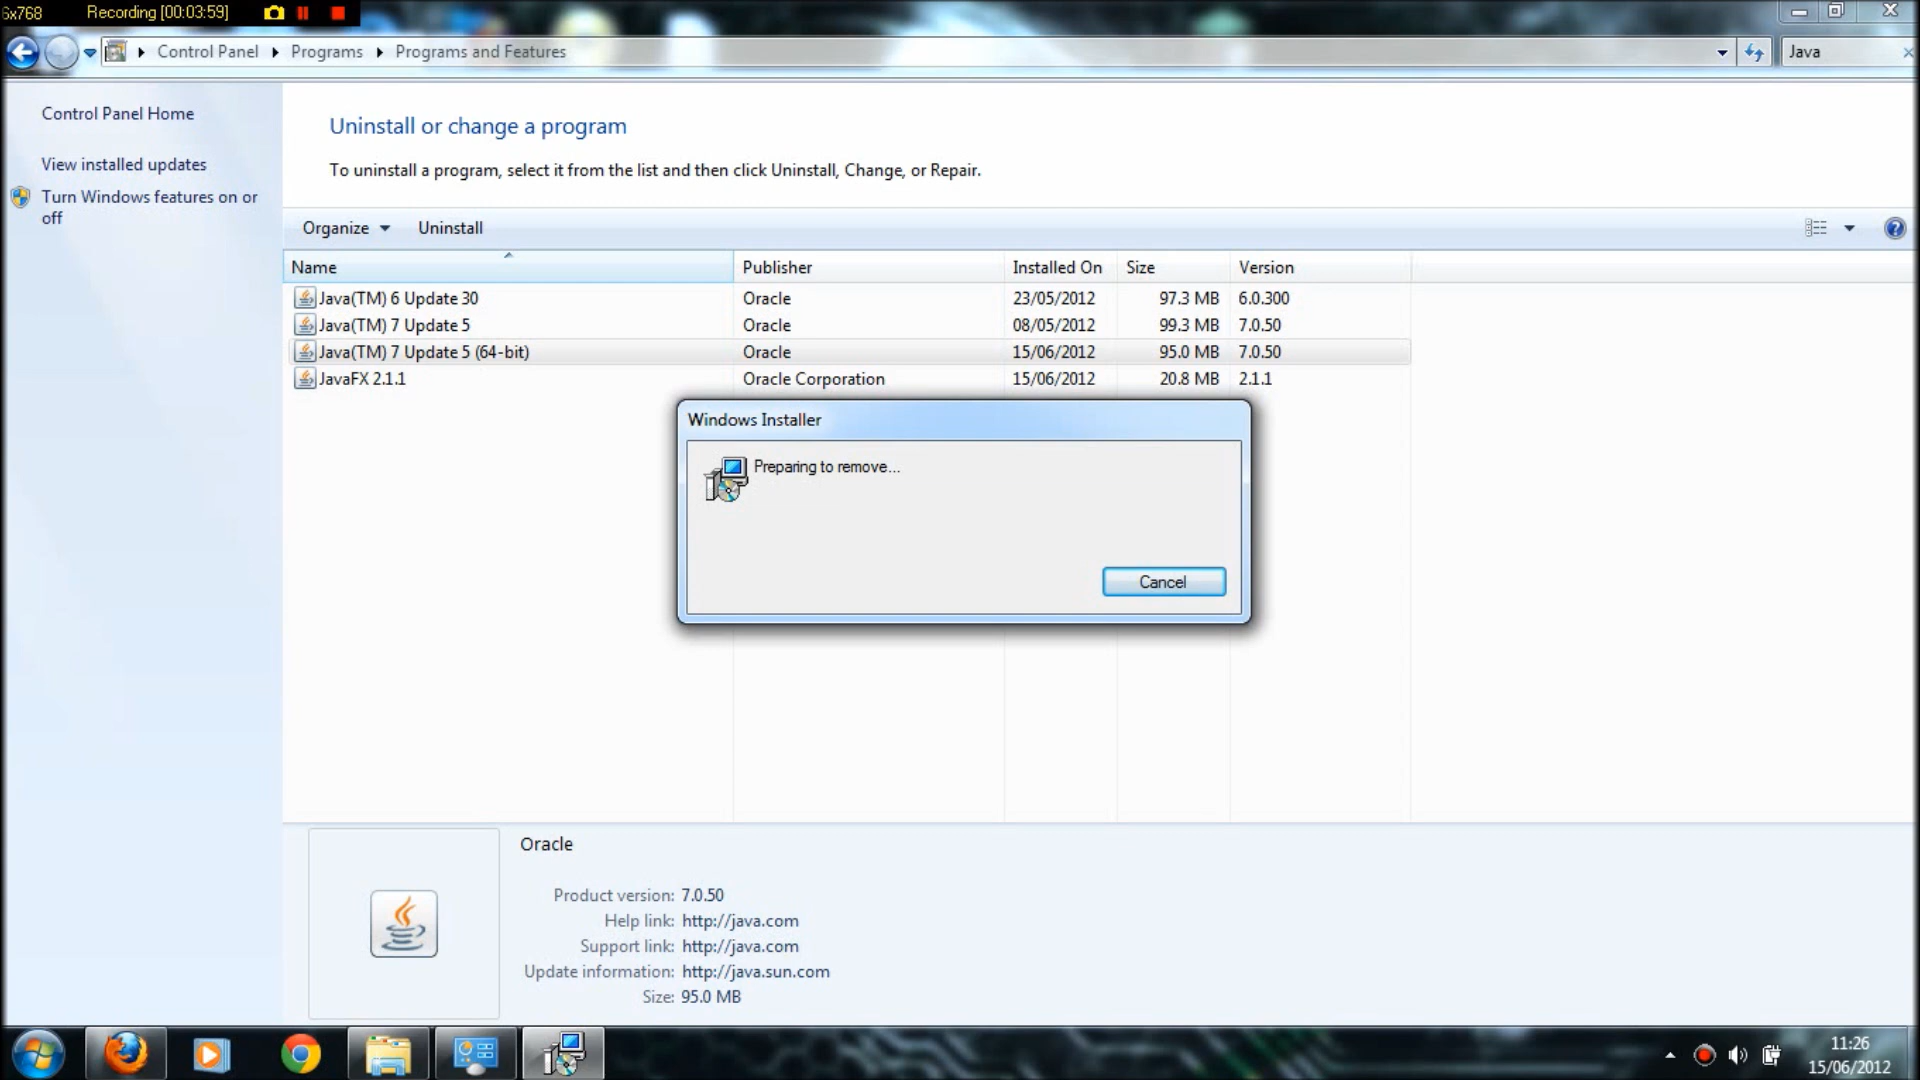 6x768 Recording [00:03:59]
Control Panel Programs Programs and Features Java
Control Panel Home
View installed updates
Turn Windows features on or
off
Uninstall or change a program
To uninstall a program, select it from the list and then click Uninstall, Change, or Repair.
Organize Uninstall
Name Publisher Installed On Size Version
Java(TM) 6 Update 30 Oracle 23/05/2012 97.3 MB 6.0.300
Java(TM) 7 Update 5 Oracle 08/05/2012 99.3 MB 7.0.50
Java(TM) 7 Update 5 (64-bit) Oracle 15/06/2012 95.0 MB 7.0.50
JavaFX 2.1.1 Oracle Corporation 15/06/2012 20.8 MB 2.1.1
Windows Installer
Preparing to remove...
Cancel
Oracle
Product version: 7.0.50
Help link: http://java.com
Support link: http://java.com
Update information: http://java.sun.com
Size: 95.0 MB
11:26
15/06/2012